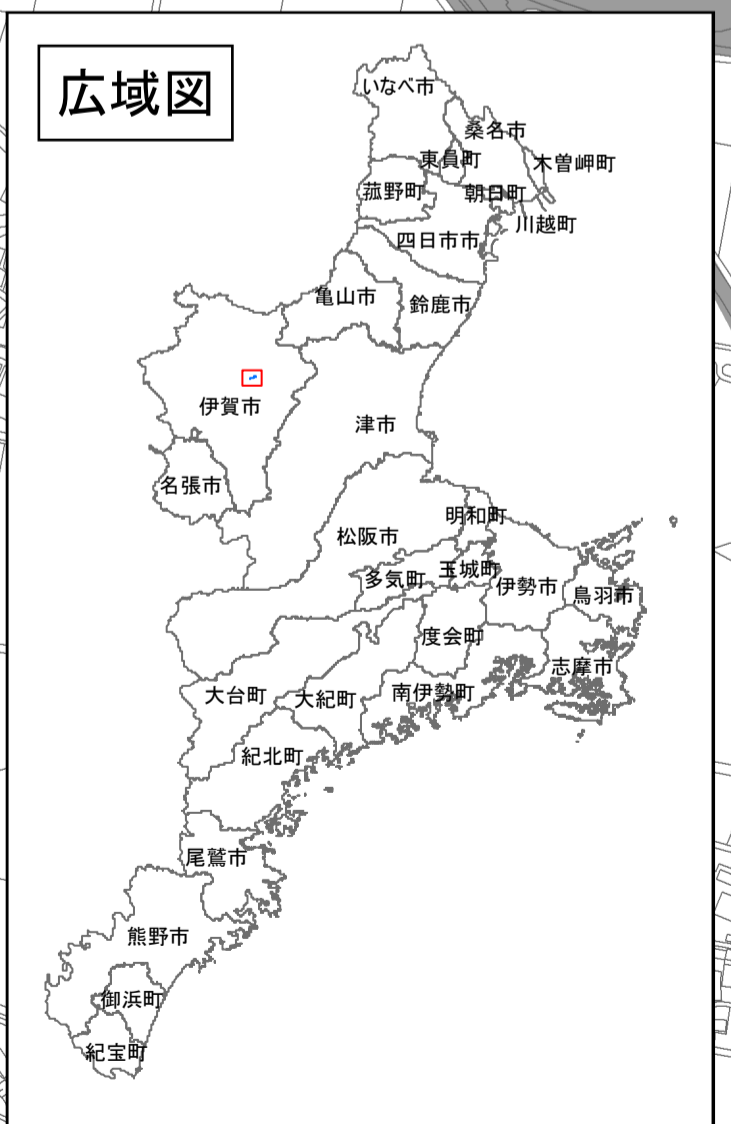 広域図
いなべ市
桑名市
東員町
木曽岬町
菰野町
朝日町
川越町
四日市市
亀山市
鈴鹿市
伊賀市
津市
名張市
明和町
松阪市
多気町
玉城町
伊勢市
鳥羽市
度会町
志摩市
大台町
大紀町
南伊勢町
紀北町
尾鷲市
熊野市
御浜町
紀宝町